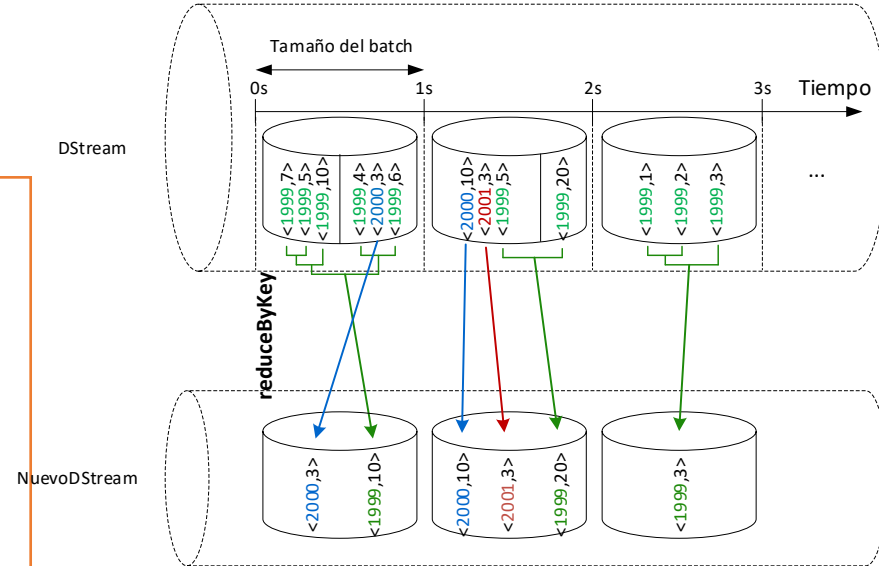 Tamaño del batch
0s
1s
2s
3s
Tiempo
DStream
<1999,7>
<1999,5>
<1999,10>
<1999,4>
<2000,3>
<1999,6>
<2000,10>
<2001,3>
<1999,5>
<1999,20>
<1999,1>
<1999,2>
<1999,3>
...
reduceByKey
NuevoDStream
<2000,3>
<1999,10>
<2000,10>
<2001,3>
<1999,20>
<1999,3>